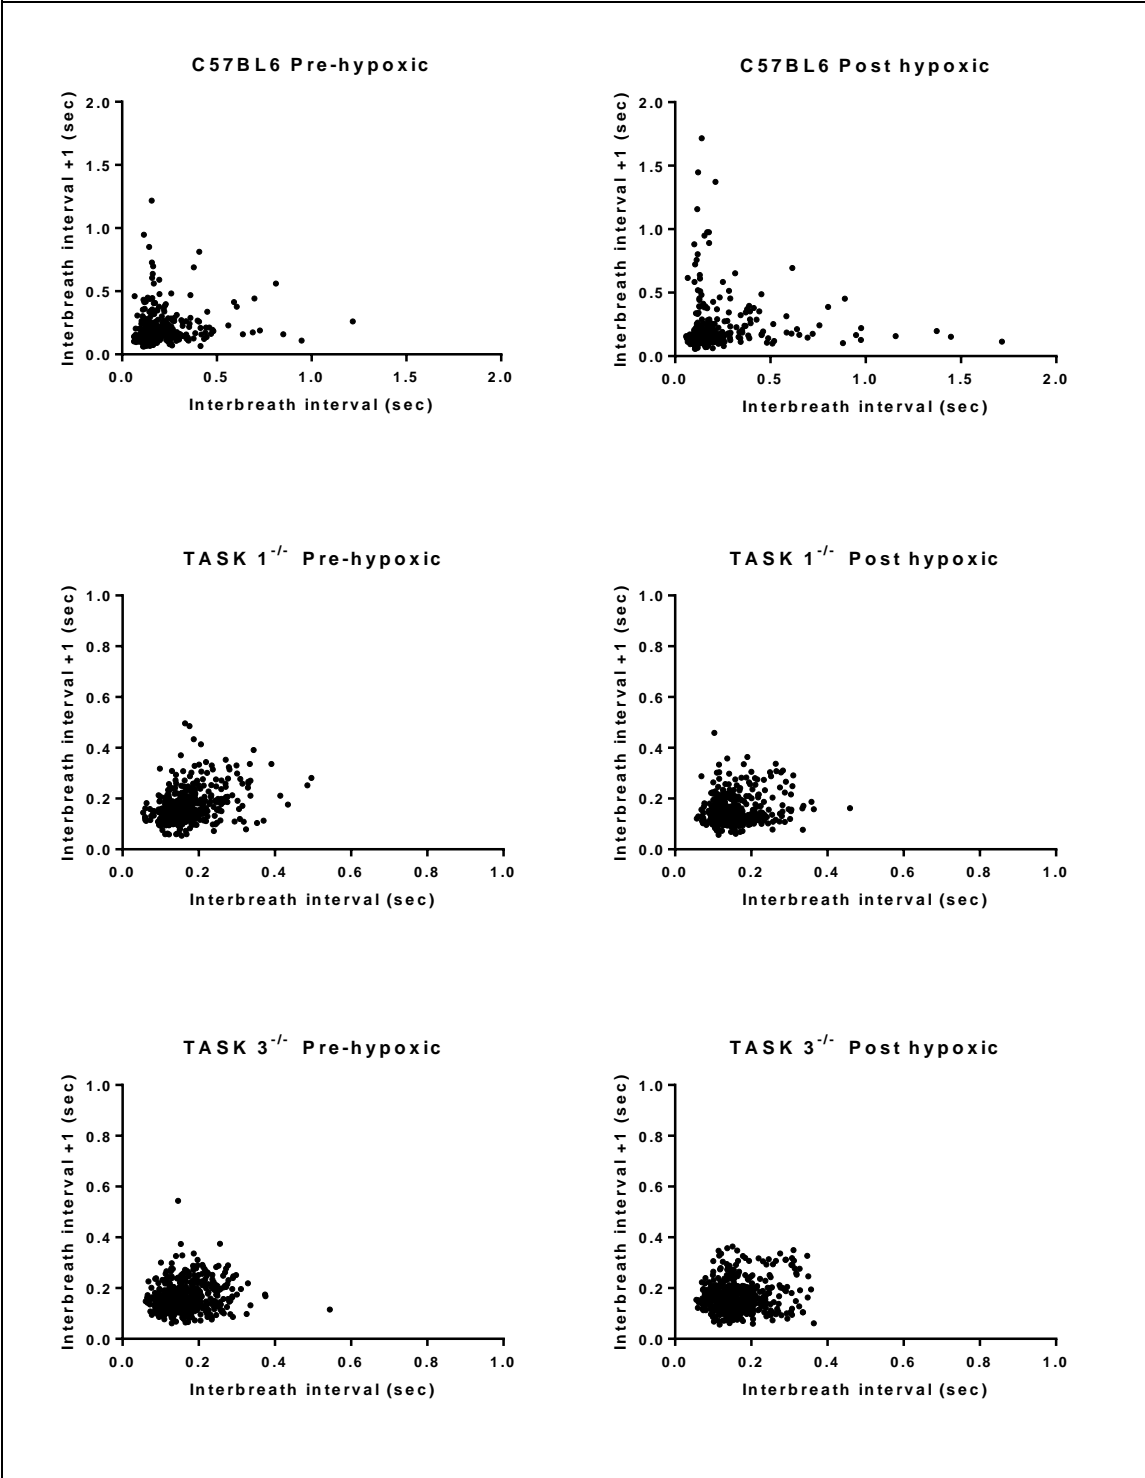 C57BL6 Pre-hypoxic
Interbreath interval +1 (sec)
2.0
1.5
1.0
0.5
0.0
0.0 0.5 1.0 1.5 2.0
Interbreath interval (sec)
C57BL6 Post hypoxic
Interbreath interval +1 (sec)
2.0
1.5
1.0
0.5
0.0
0.0 0.5 1.0 1.5 2.0
Interbreath interval (sec)
TASK 1-/- Pre-hypoxic
Interbreath interval +1 (sec)
1.0
0.8
0.6
0.4
0.2
0.0
0.0 0.2 0.4 0.6 0.8 1.0
Interbreath interval (sec)
TASK 1-/- Post hypoxic
Interbreath interval +1 (sec)
1.0
0.8
0.6
0.4
0.2
0.0
0.0 0.2 0.4 0.6 0.8 1.0
Interbreath interval (sec)
TASK 3-/- Pre-hypoxic
Interbreath interval +1 (sec)
1.0
0.8
0.6
0.4
0.2
0.0
0.0 0.2 0.4 0.6 0.8 1.0
Interbreath interval (sec)
TASK 3-/- Post hypoxic
Interbreath interval +1 (sec)
1.0
0.8
0.6
0.4
0.2
0.0
0.0 0.2 0.4 0.6 0.8 1.0
Interbreath interval (sec)